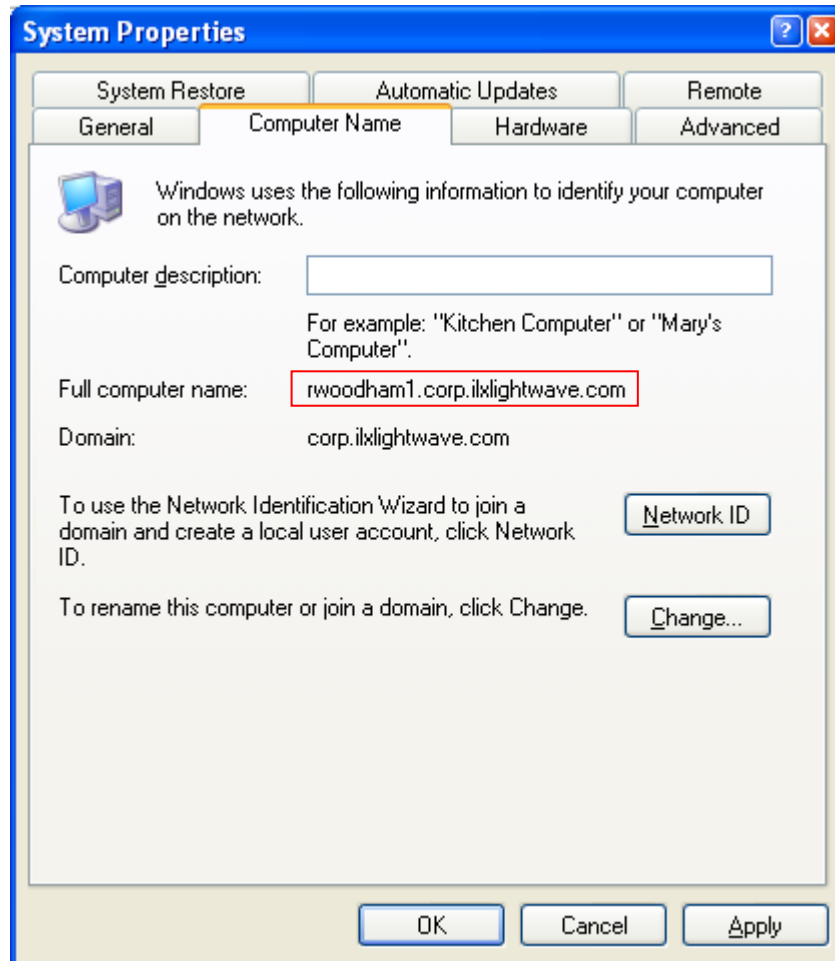 System Properties
System Restore Automatic Updates Remote
General Computer Name Hardware Advanced
Windows uses the following information to identify your computer
on the network.
Computer description:
For example: "Kitchen Computer" or "Mary's
Computer".
Full computer name: rwoodham1.corp.ilxlightwave.com
Domain: corp.ilxlightwave.com
To use the Network Identification Wizard to join a
domain and create a local user account, click Network
ID.
Network ID
To rename this computer or join a domain, click Change.
Change...
OK Cancel Apply